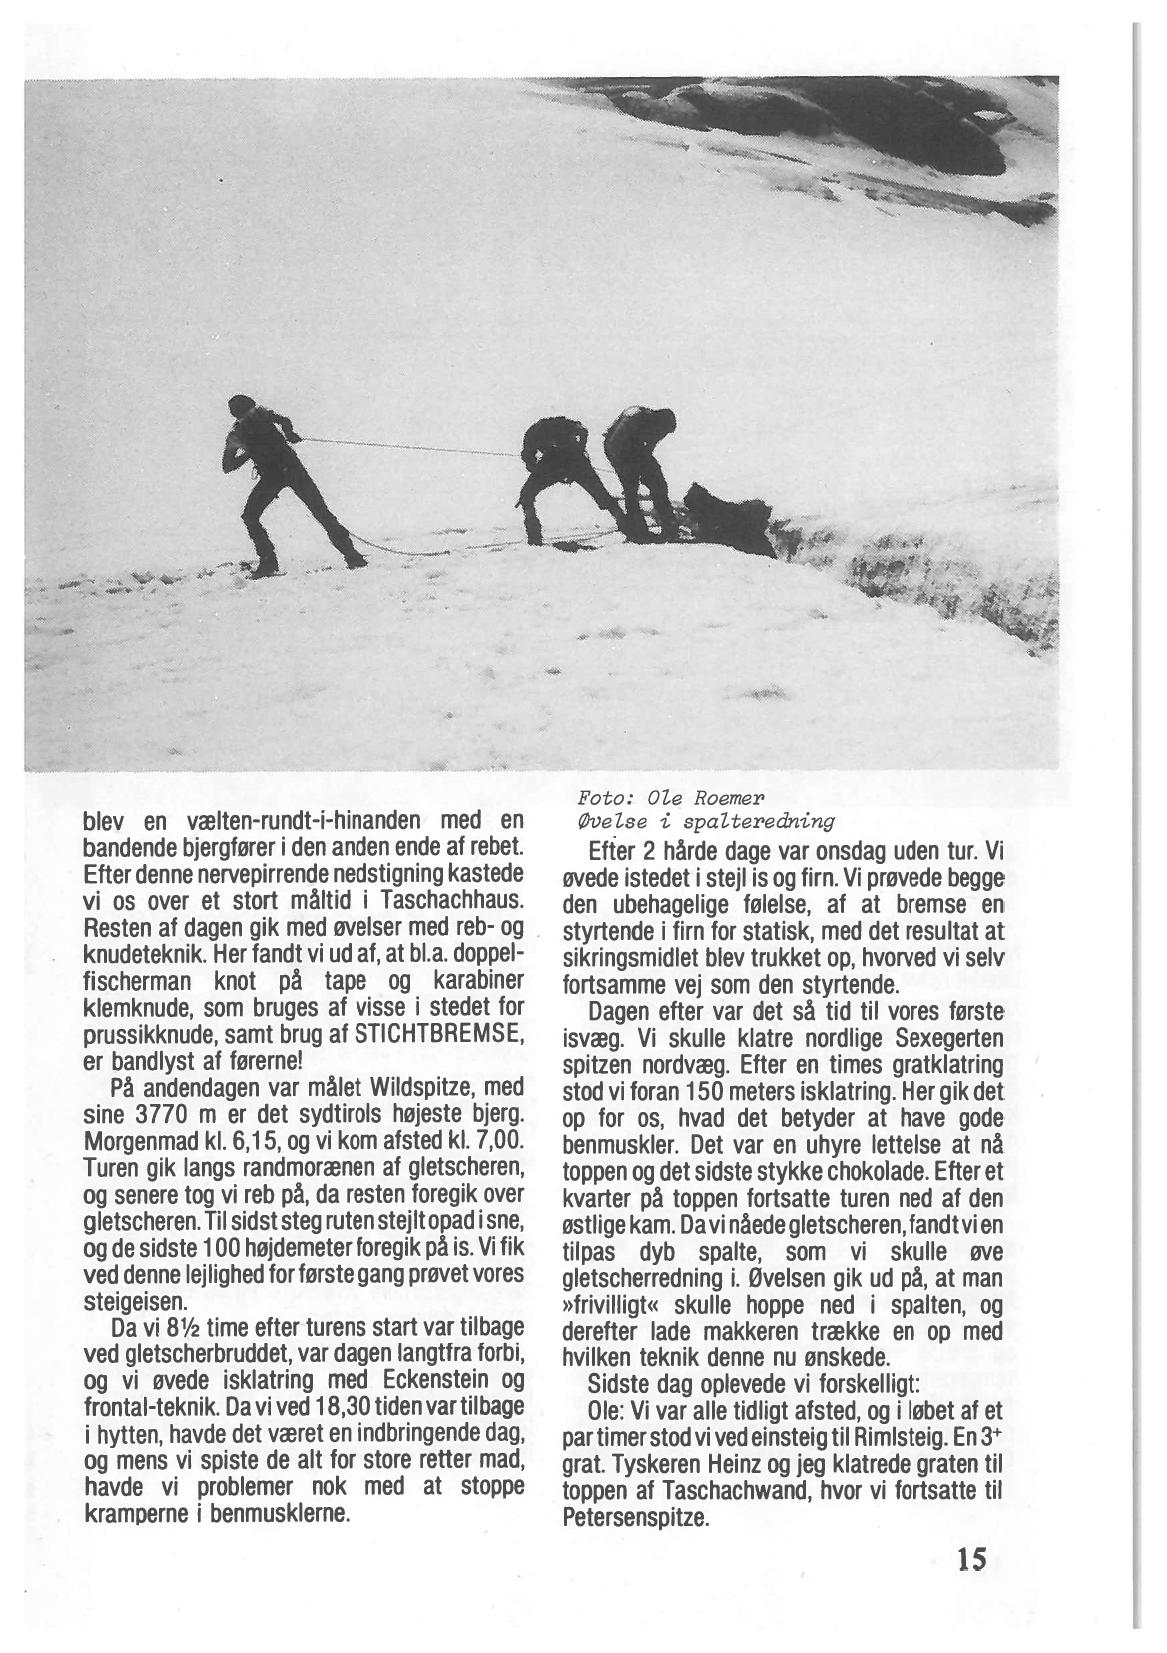 blev en vælten-rundt-i-hinanden med en
bandende bjergfører i den anden ende af rebet.
Efter denne nervepirrende nedstigning kastede
vi os over et stort måltid i Taschachhaus.
Resten af dagen gik med øvelser med reb- og
knudeteknik. Her fandt vi ud af, at bl.a. doppel-
fischerman knot på tape og karabiner
klemknude, som bruges af visse i stedet for
prussikknude, samt brug af STICHTBREMSE,
er bandlyst af førerne!
På andendagen var målet Wildspitze, med
sine 3770 m er det sydtirols højeste bjerg.
Morgenmad kl. 6,15, og vi kom afsted kl. 7,00.
Turen gik langs randmorænen af gletscheren,
og senere tog vi reb på, da resten foregik over
gletscheren. Til sidst steg ruten stejlt opad i sne,
og de sidste 100 højdemeter foregik på is. Vi fik
ved denne lejlighed for første gang prøvet vores
steigeisen.
Da vi 8½ time efter turens start var tilbage
ved gletscherbruddet, var dagen langtfra forbi,
og vi øvede isklatring med Eckenstein og
frontal-teknik. Da vi ved 18,30 tiden var tilbage
i hytten, havde det været en indbringende dag,
og mens vi spiste de alt for store retter mad,
havde vi problemer nok med at stoppe
kramperne i benmusklerne.
Foto: Ole Roemer
Øvelse i spalteredning
Efter 2 hårde dage var onsdag uden tur. Vi
øvede istedet i stejl is og firn. Vi prøvede begge
den ubehagelige følelse, af at bremse en
styrtende i firn for statisk, med det resultat at
sikringsmidlet blev trukket op, hvorved vi selv
fortsamme vej som den styrtende.
Dagen efter var det så tid til vores første
isvæg. Vi skulle klatre nordlige Sexegerten
spitzen nordvæg. Efter en times gratklatring
stod vi foran 150 meters isklatring. Her gik det
op for os, hvad det betyder at have gode
benmuskler. Det var en uhyre lettelse at nå
toppen og det sidste stykke chokolade. Efter et
kvarter på toppen fortsatte turen ned af den
østlige kam. Da vi nåede gletscheren, fandt vi en
tilpas dyb spalte, som vi skulle øve
gletscherredning i. Øvelsen gik ud på, at man
»frivilligt« skulle hoppe ned i spalten, og
derefter lade makkeren trække en op med
hvilken teknik denne nu ønskede.
Sidste dag oplevede vi forskelligt:
Ole: Vi var alle tidligt afsted, og i løbet af et
par timer stod vi ved einsteig til Rimlsteig. En 3⁺
grat. Tyskeren Heinz og jeg klatrede graten til
toppen af Taschachwand, hvor vi fortsatte til
Petersenspitze.
15